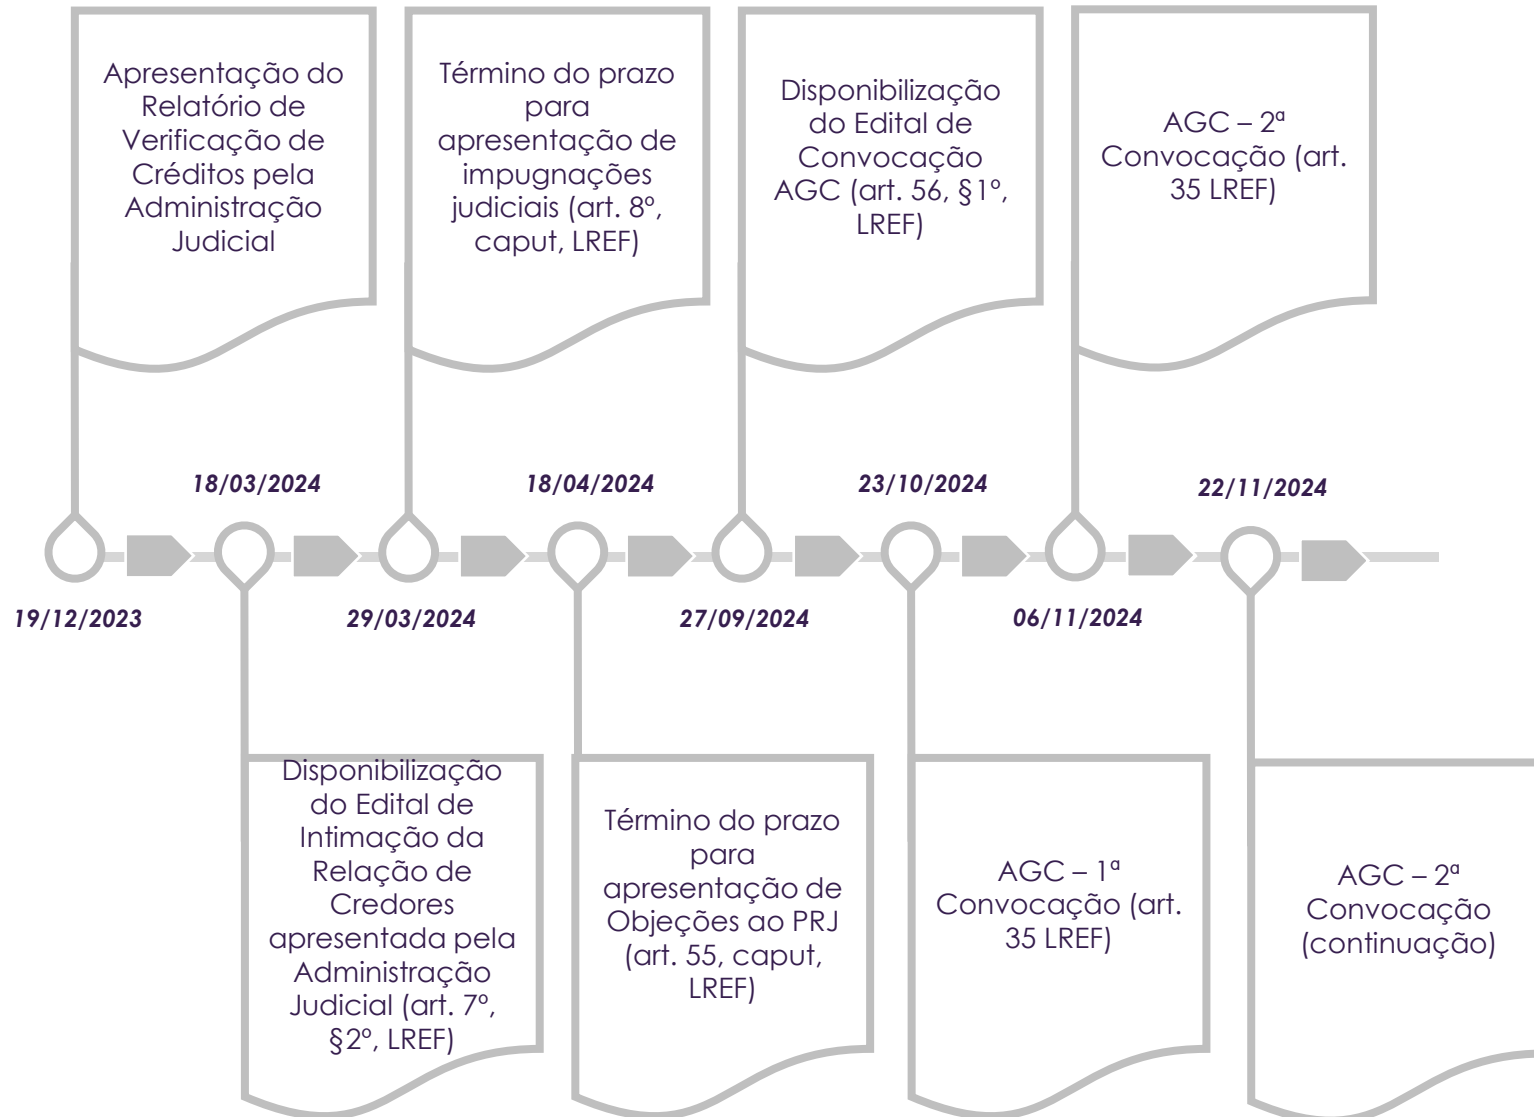 Apresentação do
Relatório de
Verificação de
Créditos pela
Administração
Judicial
Término do prazo
para
apresentação de
impugnações
judiciais (art. 8º,
caput, LREF)
Disponibilização
do Edital de
Convocação
AGC (art. 56, §1º,
LREF)
AGC – 2ª
Convocação (art.
35 LREF)
18/03/2024
18/04/2024
23/10/2024
22/11/2024
19/12/2023
29/03/2024
27/09/2024
06/11/2024
Disponibilização
do Edital de
Intimação da
Relação de
Credores
apresentada pela
Administração
Judicial (art. 7º,
§2º, LREF)
Término do prazo
para
apresentação de
Objeções ao PRJ
(art. 55, caput,
LREF)
AGC – 1ª
Convocação (art.
35 LREF)
AGC – 2ª
Convocação
(continuação)